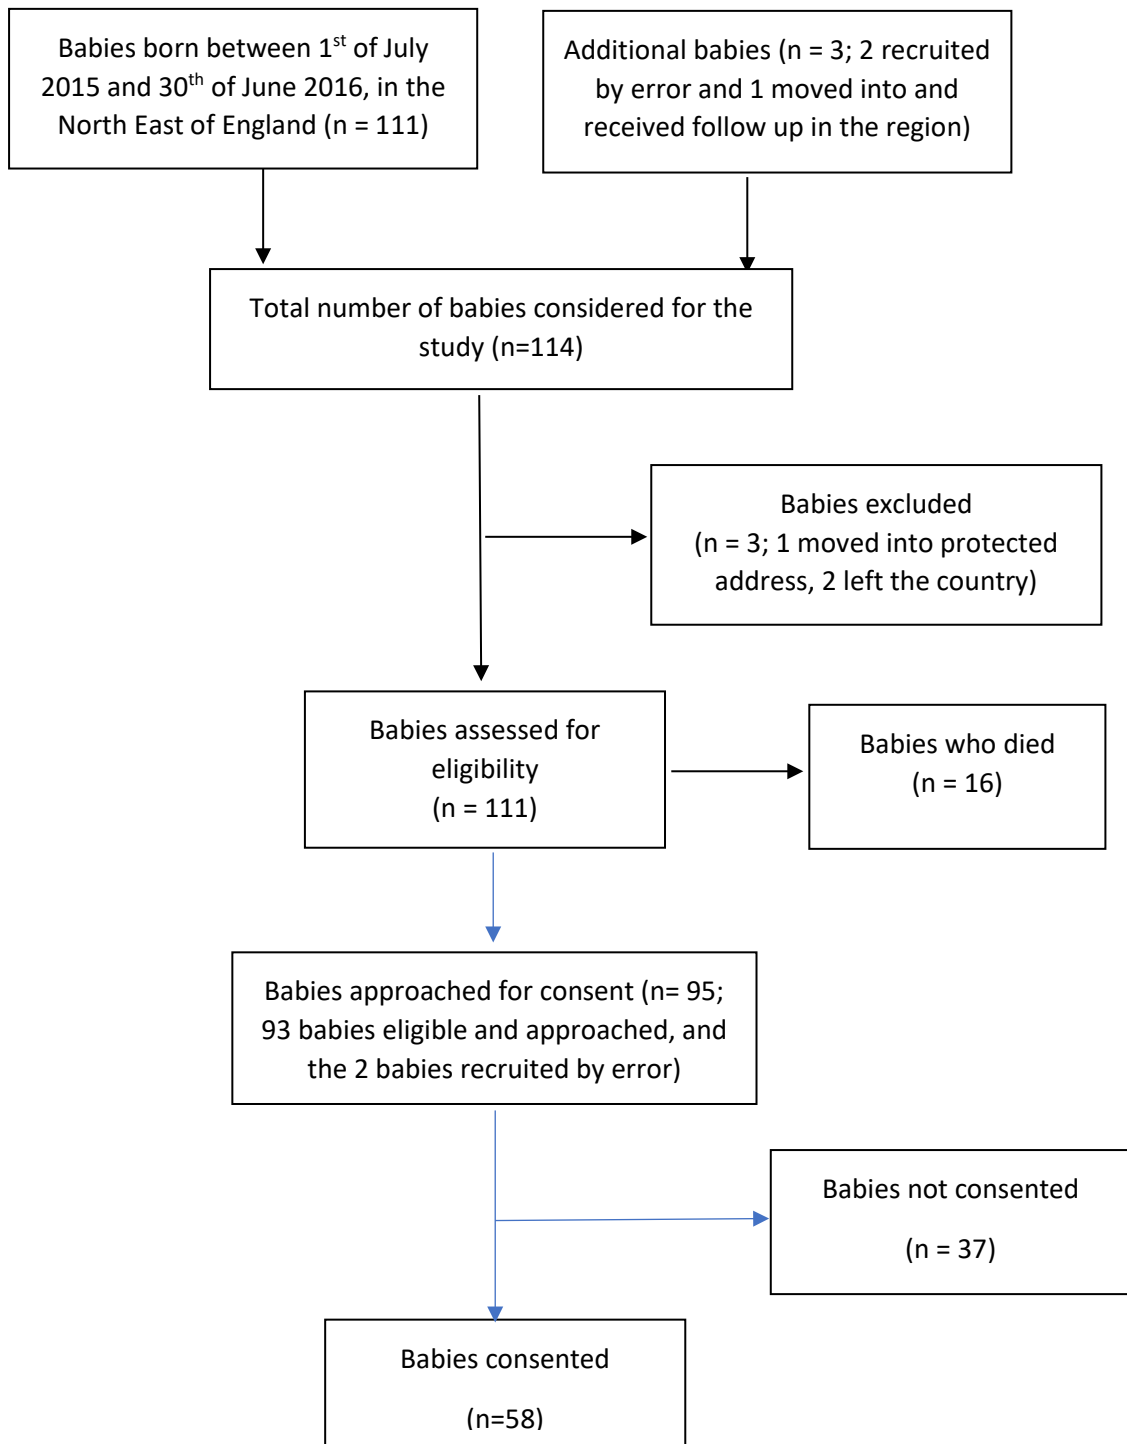 Babies born between 1st of July
2015 and 30th of June 2016, in the
North East of England (n = 111)
Additional babies (n = 3; 2 recruited
by error and 1 moved into and
received follow up in the region)
Total number of babies considered for the
study (n=114)
Babies excluded
(n = 3; 1 moved into protected
address, 2 left the country)
Babies assessed for
eligibility
(n = 111)
Babies who died
(n = 16)
Babies approached for consent (n= 95;
93 babies eligible and approached, and
the 2 babies recruited by error)
Babies not consented
(n = 37)
Babies consented
(n=58)